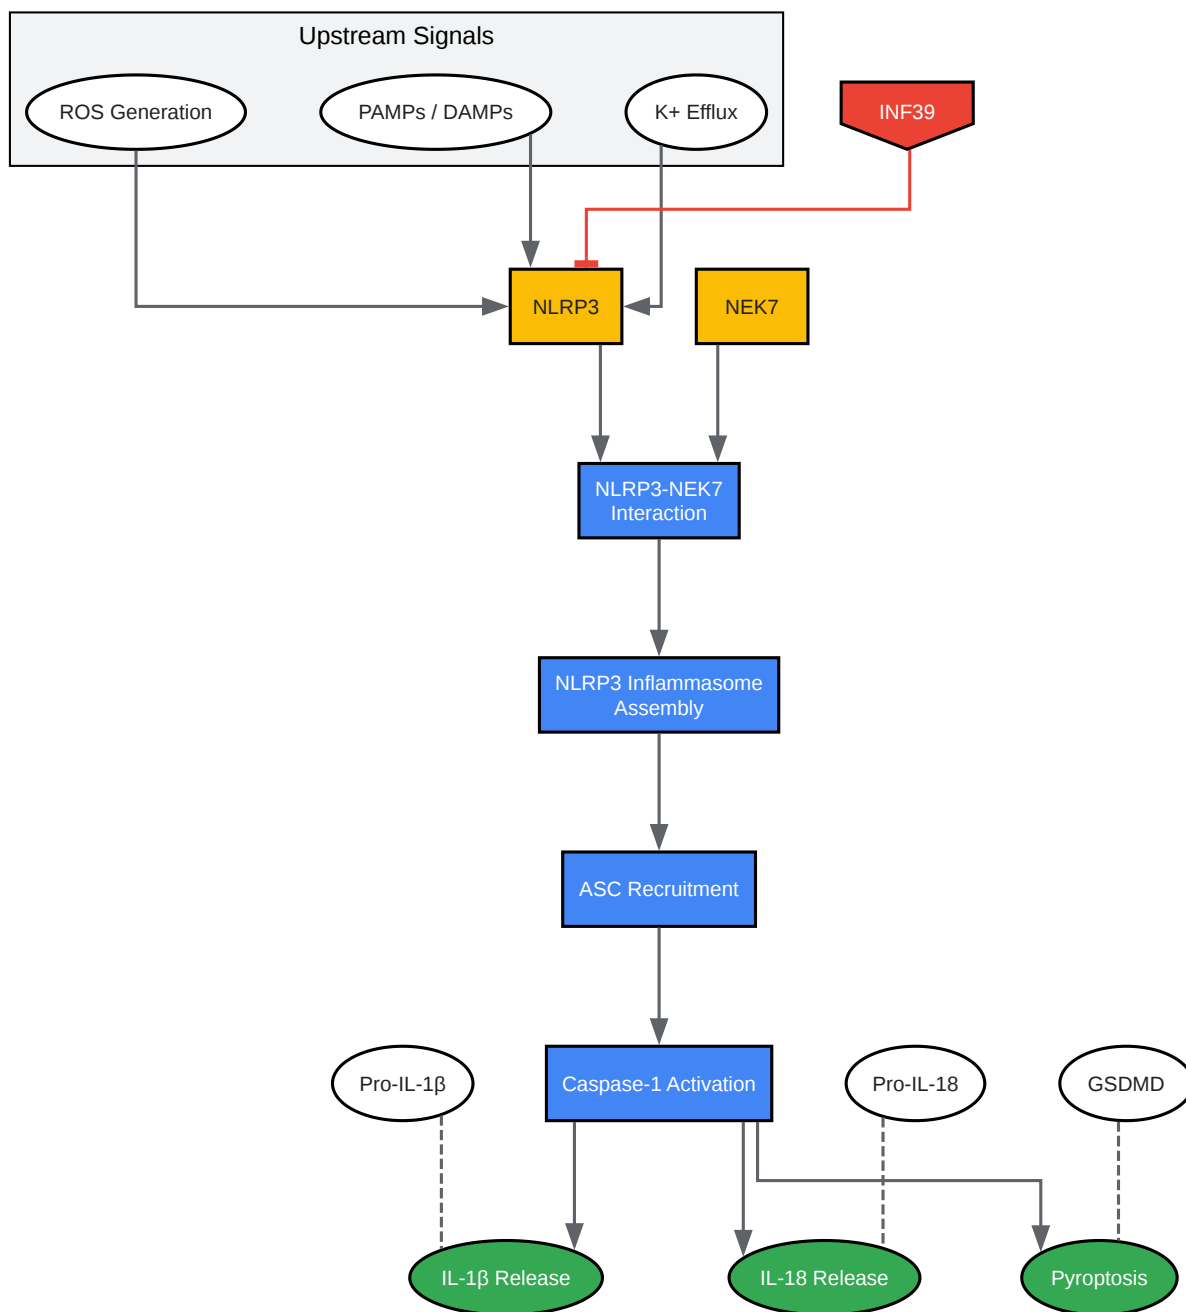 Upstream Signals
ROS Generation
PAMPs / DAMPs
K+ Efflux
INF39
NLRP3
NEK7
NLRP3-NEK7
Interaction
NLRP3 Inflammasome
Assembly
ASC Recruitment
Pro-IL-1β
Caspase-1 Activation
Pro-IL-18
GSDMD
IL-1β Release
IL-18 Release
Pyroptosis